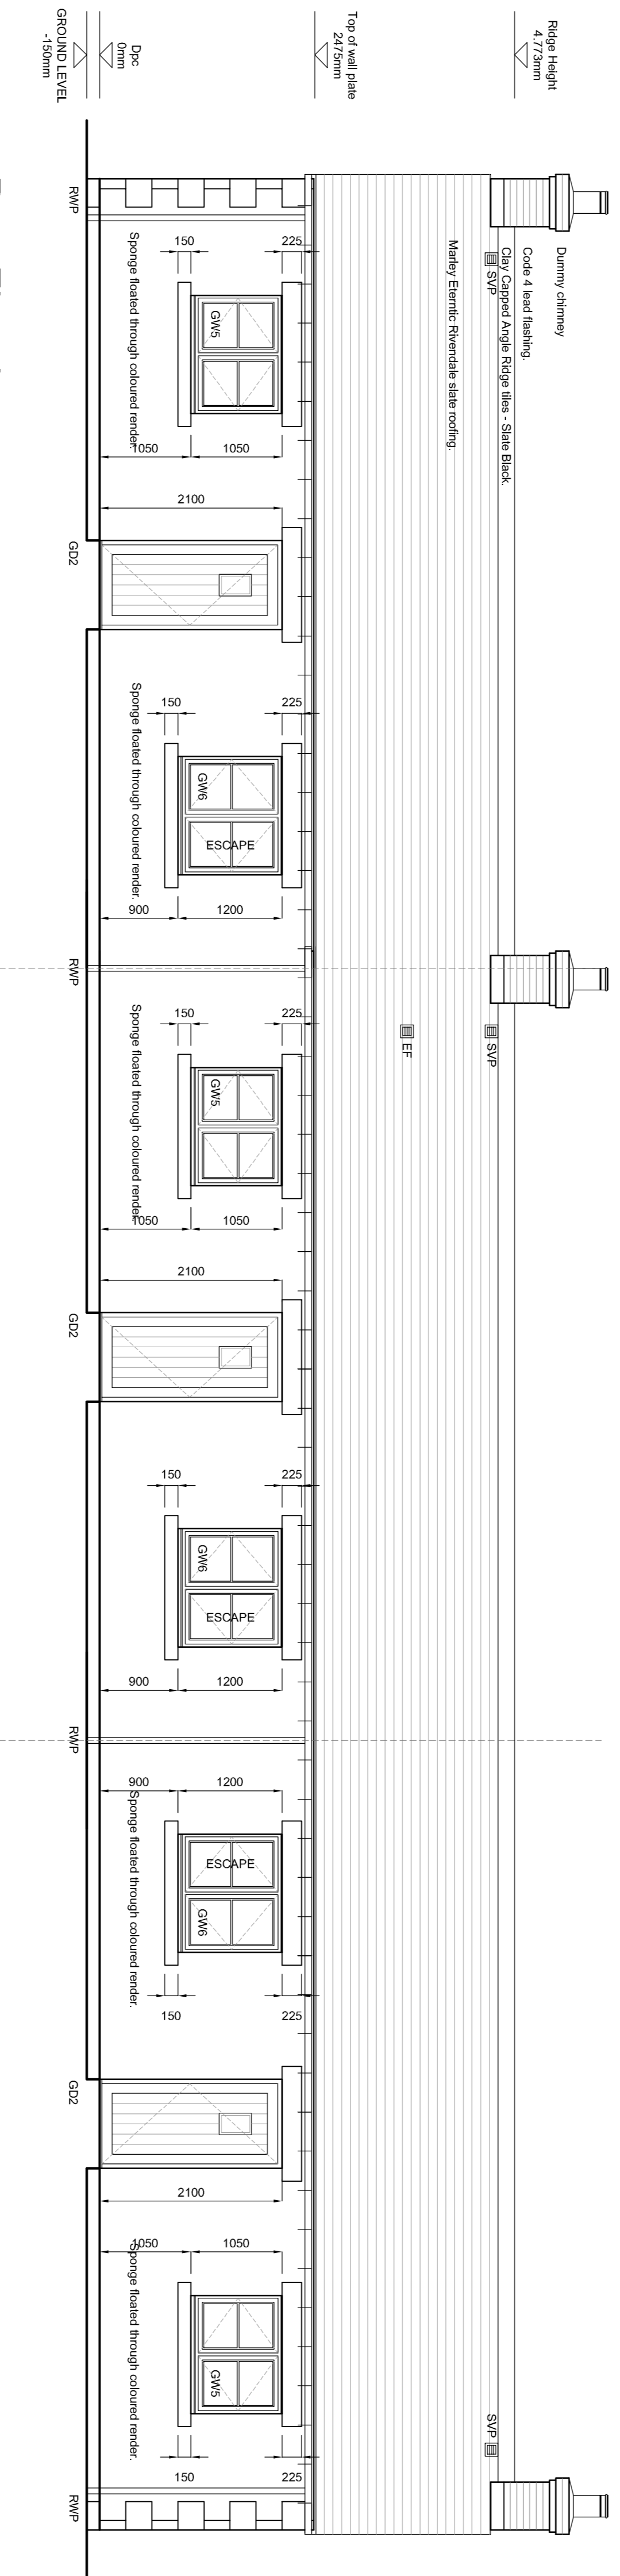 Ridge Height
4.773mm
Top of wall plate
2475mm
Dpc
0mm
GROUND LEVEL
-150mm
Dummy chimney
Code 4 lead flashing.
Clay Capped Angle Ridge tiles - Slate Black.
SVP
Marley Eterntic Rivendale slate roofing.
SVP
EF
SVP
225
150
GW5
1050
1050
Sponge floated through coloured render.
2100
225
150
GW6
ESCAPE
1200
900
Sponge floated through coloured render.
225
150
GW5
1050
1050
Sponge floated through coloured render.
2100
225
150
GW6
ESCAPE
1200
900
900
1200
ESCAPE
GW6
150
225
Sponge floated through coloured render.
2100
1050
1050
GW5
150
225
Sponge floated through coloured render.
RWP
GD2
RWP
GD2
RWP
GD2
RWP